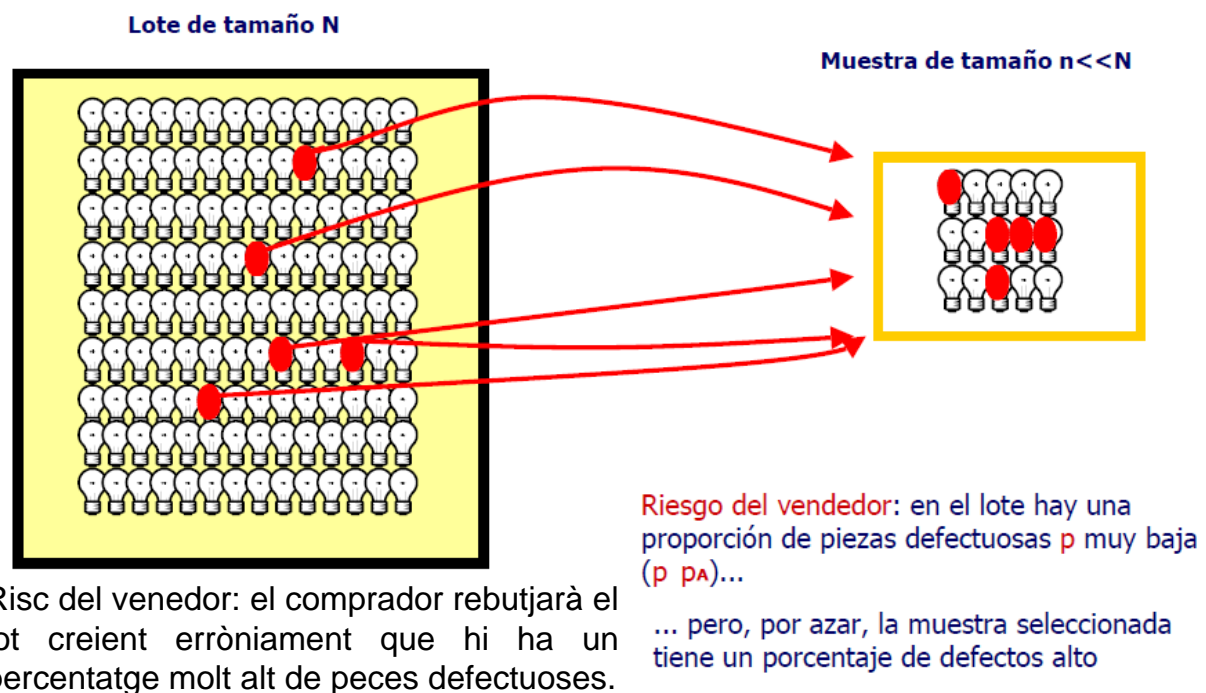 Lote de tamaño N
Muestra de tamaño n<<N
Riesgo del vendedor: en el lote hay una
proporción de piezas defectuosas p muy baja
(p pA)...
... pero, por azar, la muestra seleccionada
tiene un porcentaje de defectos alto
Risc del venedor: el comprador rebutjarà el
lot creient erròniament que hi ha un
percentatge molt alt de peces defectuoses.